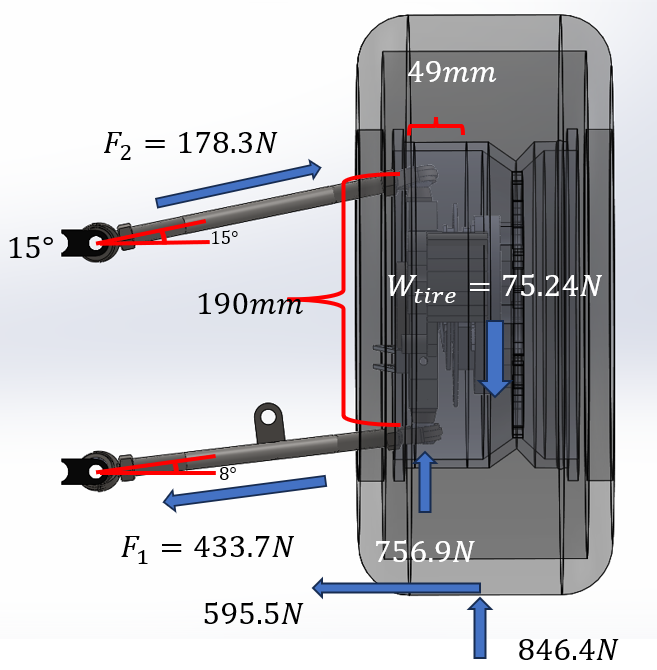 49mm
F₂ = 178.3N
15°
15°
190mm
W_tire = 75.24N
8°
F₁ = 433.7N
756.9N
595.5N
846.4N